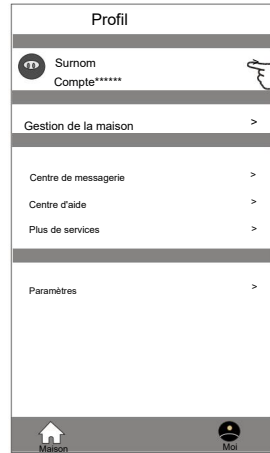 Profil
Surnom
Compte******
Gestion de la maison >
Centre de messagerie >
Centre d'aide >
Plus de services >
Paramètres >
Maison
Moi